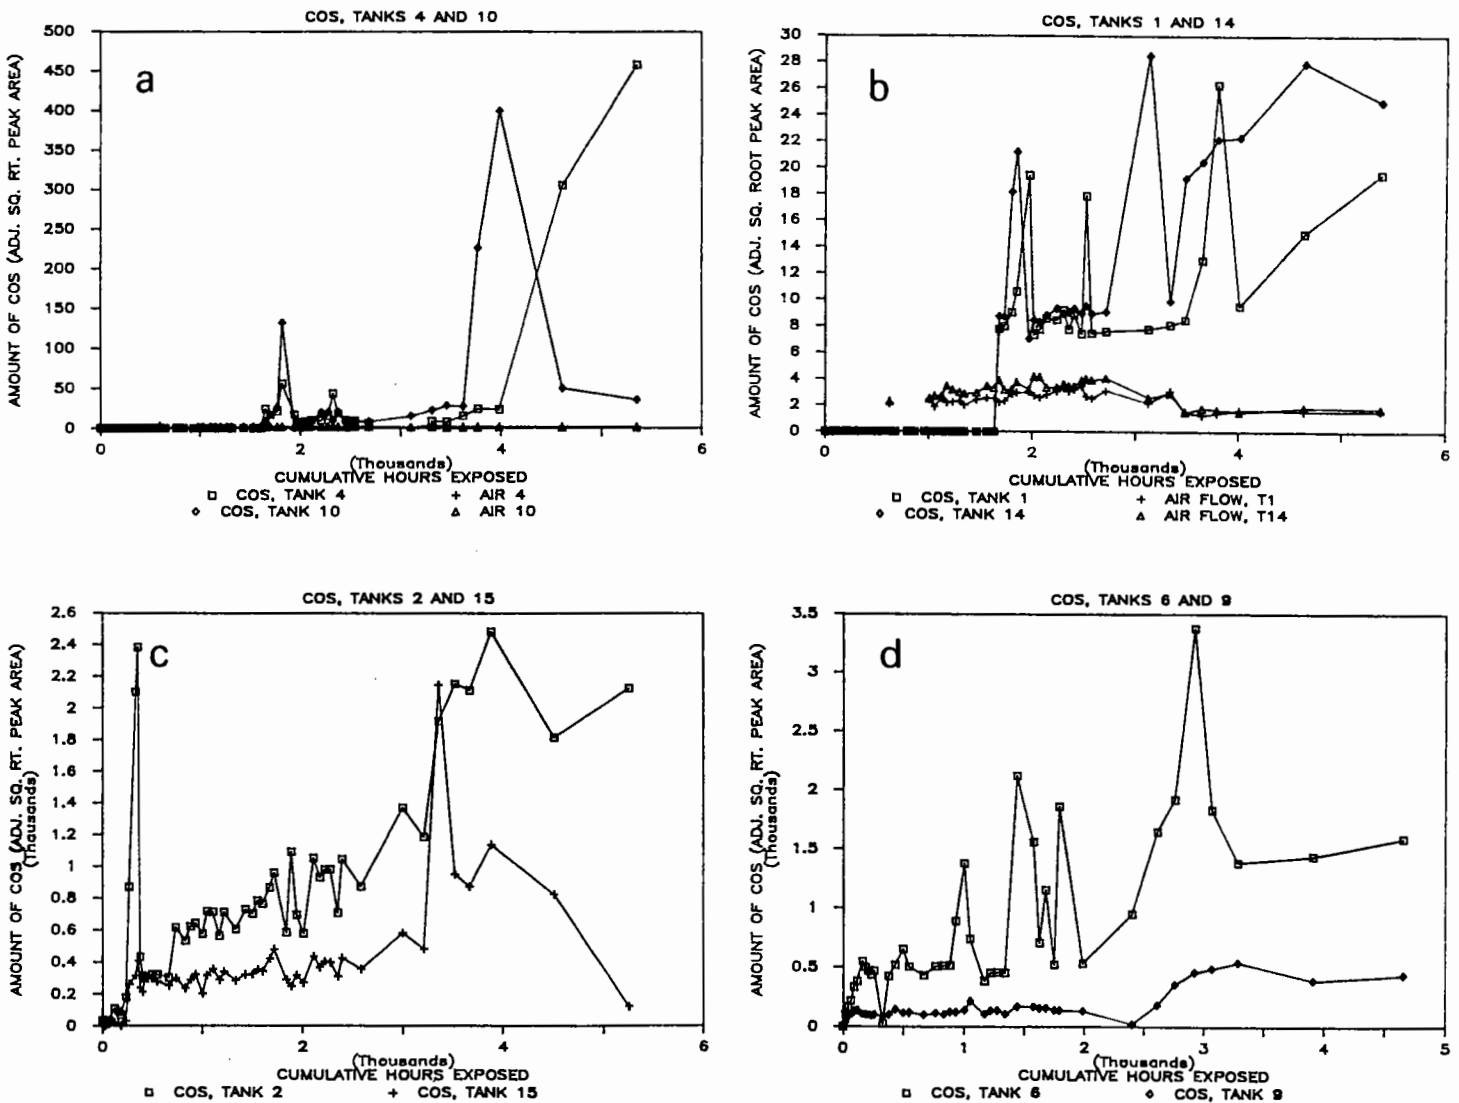 COS, TANKS 4 AND 10
a
AMOUNT OF COS (ADJ. SQ. RT. PEAK AREA)
500
450
400
350
300
250
200
150
100
50
0
0 2 4 6
(Thousands)
CUMULATIVE HOURS EXPOSED
COS, TANK 4 AIR 4
COS, TANK 10 AIR 10
COS, TANKS 1 AND 14
b
AMOUNT OF COS (ADJ. SQ. ROOT PEAK AREA)
30
28
26
24
22
20
18
16
14
12
10
8
6
4
2
0
0 2 4 6
(Thousands)
CUMULATIVE HOURS EXPOSED
COS, TANK 1 AIR FLOW, T1
COS, TANK 14 AIR FLOW, T14
COS, TANKS 2 AND 15
c
AMOUNT OF COS (ADJ. SQ. RT. PEAK AREA)
(Thousands)
2.6
2.4
2.2
2
1.8
1.6
1.4
1.2
1
0.8
0.6
0.4
0.2
0
0 2 4 6
(Thousands)
CUMULATIVE HOURS EXPOSED
COS, TANK 2 COS, TANK 15
COS, TANKS 6 AND 9
d
AMOUNT OF COS (ADJ. SQ. RT. PEAK AREA)
(Thousands)
3.5
3
2.5
2
1.5
1
0.5
0
0 1 2 3 4 5
(Thousands)
CUMULATIVE HOURS EXPOSED
COS, TANK 6 COS, TANK 9